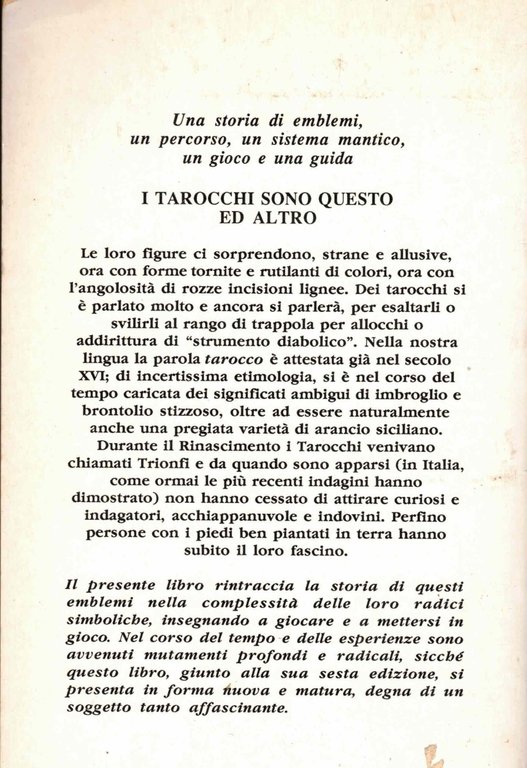 Una storia di emblemi,
un percorso, un sistema mantico,
un gioco e una guida
I TAROCCHI SONO QUESTO
ED ALTRO
Le loro figure ci sorprendono, strane e allusive,
ora con forme tornite e rutilanti di colori, ora con
l'angolosità di rozze incisioni lignee. Dei tarocchi si
è parlato molto e ancora si parlerà, per esaltarli o
svilirli al rango di trappola per allocchi o
addirittura di “strumento diabolico”. Nella nostra
lingua la parola tarocco è attestata già nel secolo
XVI; di incertissima etimologia, si è nel corso del
tempo caricata dei significati ambigui di imbroglio e
brontolio stizzoso, oltre ad essere naturalmente
anche una pregiata varietà di arancio siciliano.
Durante il Rinascimento i Tarocchi venivano
chiamati Trionfi e da quando sono apparsi (in Italia,
come ormai le più recenti indagini hanno
dimostrato) non hanno cessato di attirare curiosi e
indagatori, acchiappanuvole e indovini. Perfino
persone con i piedi ben piantati in terra hanno
subito il loro fascino.
Il presente libro rintraccia la storia di questi
emblemi nella complessità delle loro radici
simboliche, insegnando a giocare e a mettersi in
gioco. Nel corso del tempo e delle esperienze sono
avvenuti mutamenti profondi e radicali, sicché
questo libro, giunto alla sua sesta edizione, si
presenta in forma nuova e matura, degna di un
soggetto tanto affascinante.